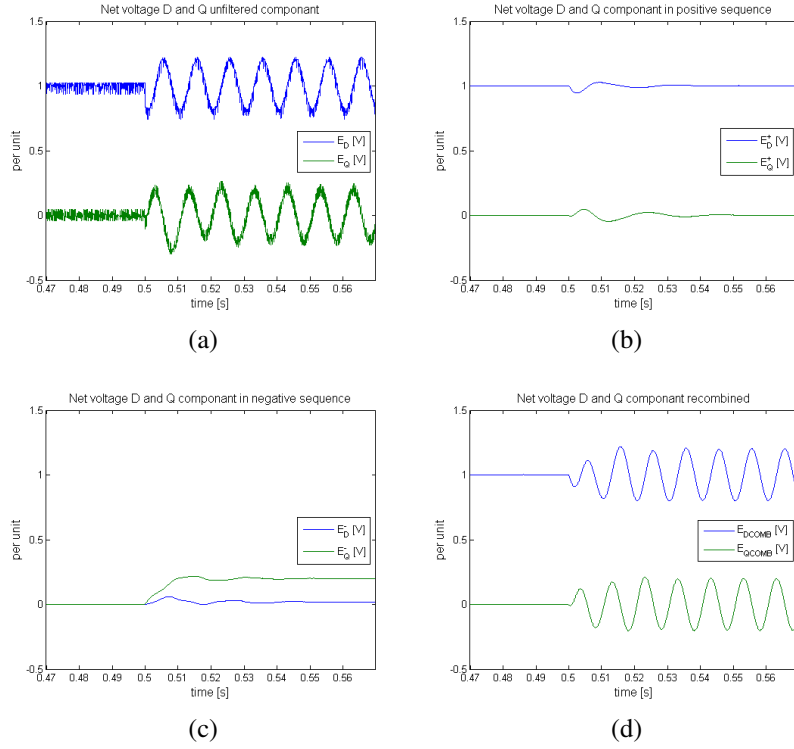 Net voltage D and Q unfiltered componant
1.5
1
0.5
0
-0.5
per unit
E_D [V]
E_Q [V]
0.47 0.48 0.49 0.5 0.51 0.52 0.53 0.54 0.55 0.56
time [s]
(a)
Net voltage D and Q component in positive sequence
1.5
1
0.5
0
-0.5
per unit
E_D^+ [V]
E_Q^+ [V]
0.47 0.48 0.49 0.5 0.51 0.52 0.53 0.54 0.55 0.56
time [s]
(b)
Net voltage D and Q componant in negative sequence
1.5
1
0.5
0
-0.5
per unit
E_D^- [V]
E_Q^- [V]
0.47 0.48 0.49 0.5 0.51 0.52 0.53 0.54 0.55 0.56
time [s]
(c)
Net voltage D and Q componant recombined
1.5
1
0.5
0
-0.5
per unit
E_DCOMB [V]
E_QCOMB [V]
0.47 0.48 0.49 0.5 0.51 0.52 0.53 0.54 0.55 0.56
time [s]
(d)